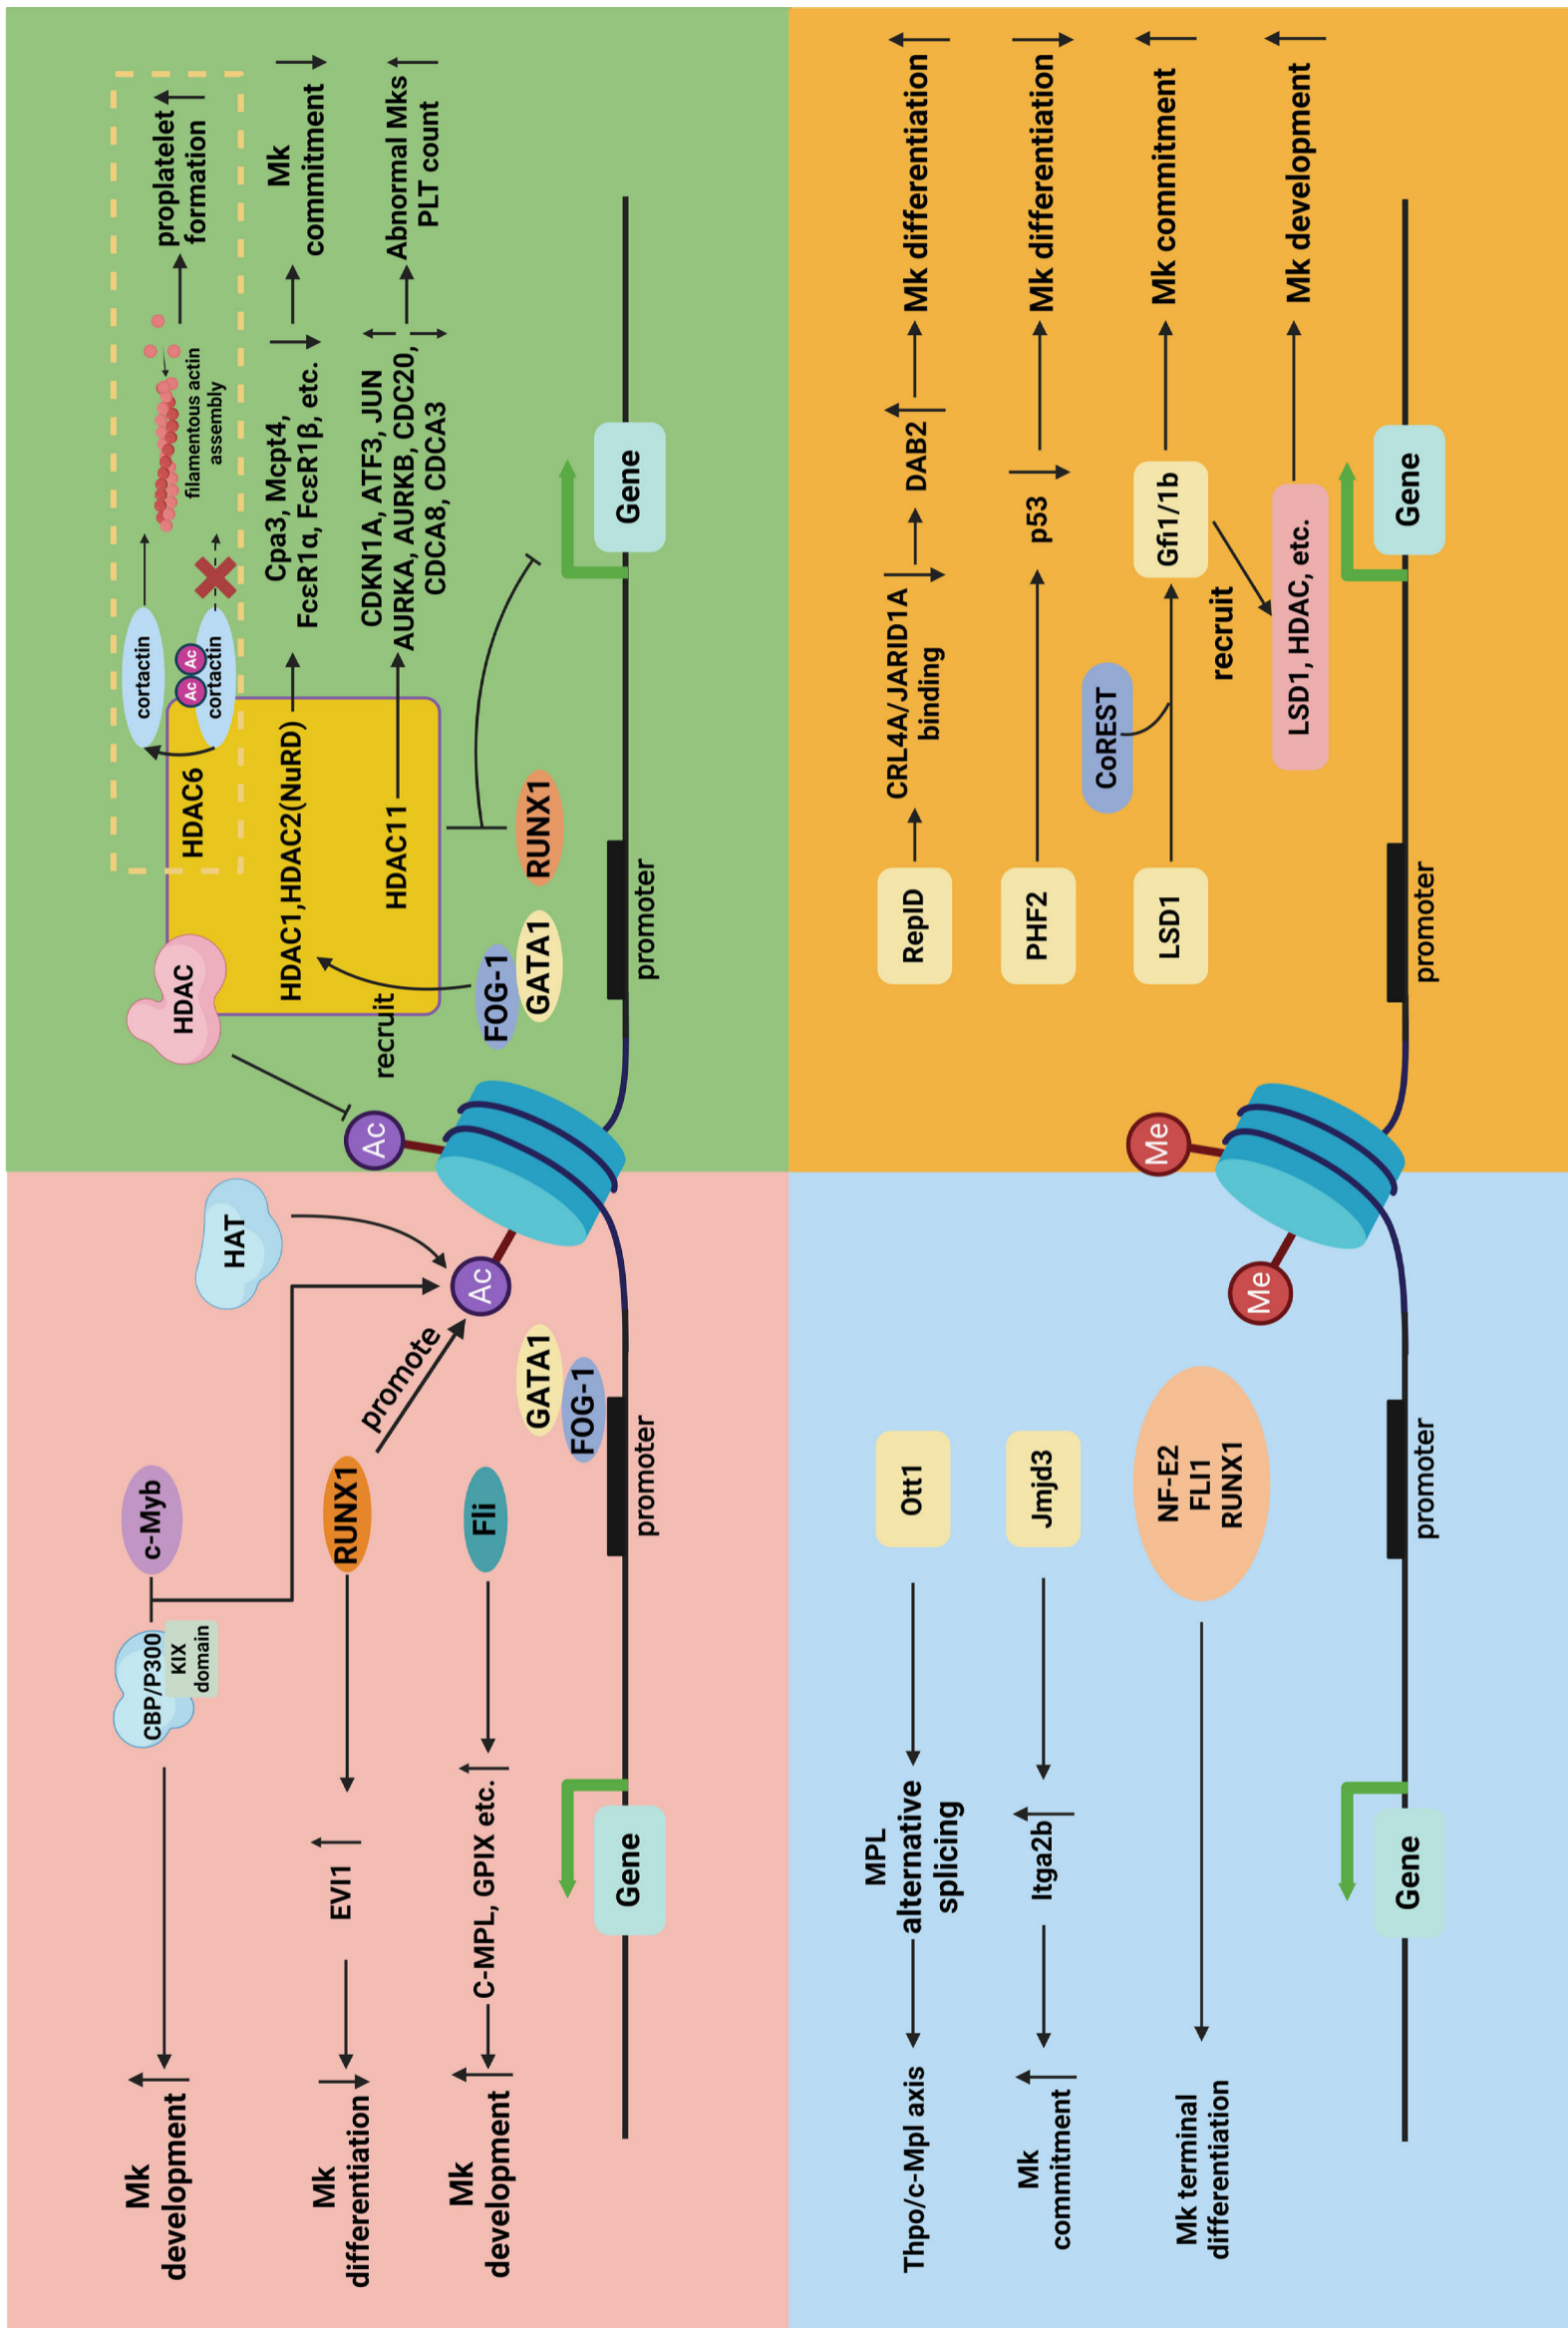 c-Myb
CBP/P300
KIX
domain
Mk
development
HAT
Ac
promote
RUNX1
EVI1
Mk
differentiation
Fli
C-MPL, GPIX etc.
Mk
development
GATA1
FOG-1
promoter
Gene
HDAC
Ac
recruit
HDAC6
cortactin
Ac
Ac
cortactin
filamentous actin
assembly
proplatelet
formation
HDAC1,HDAC2(NuRD)
Cpa3, Mcpt4,
FcεR1α, FcεR1β, etc.
Mk
commitment
HDAC11
CDKN1A, ATF3, JUN
AURKA, AURKB, CDC20,
CDCA8, CDCA3
Abnormal Mks
PLT count
FOG-1
GATA1
RUNX1
promoter
Gene
Ott1
MPL
alternative
splicing
Thpo/c-Mpl axis
Jmjd3
Itga2b
Mk
commitment
NF-E2
FLI1
RUNX1
Mk terminal
differentiation
Me
promoter
Gene
Me
RepID
CRL4A/JARID1A
binding
DAB2
Mk differentiation
PHF2
p53
Mk differentiation
LSD1
CoREST
Gfi1/1b
Mk commitment
recruit
LSD1, HDAC, etc.
Mk development
promoter
Gene